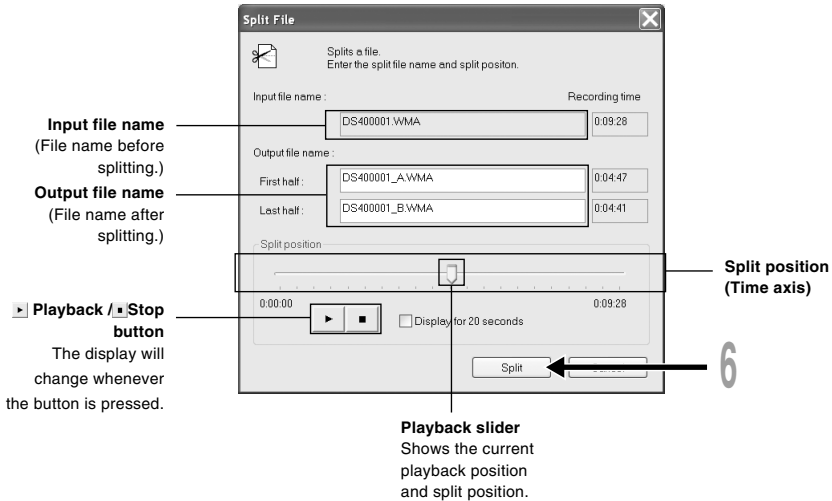 Split File
Splits a file.
Enter the split file name and split positon.
Input file name :
Recording time
DS400001.WMA
0:09:28
Output file name :
First half :
DS400001_A.WMA
0:04:47
Last half :
DS400001_B.WMA
0:04:41
Split position
0:00:00
0:09:28
Display for 20 seconds
Split
Input file name
(File name before
splitting.)
Output file name
(File name after
splitting.)
Playback / Stop
button
The display will
change whenever
the button is pressed.
Split position
(Time axis)
6
Playback slider
Shows the current
playback position
and split position.